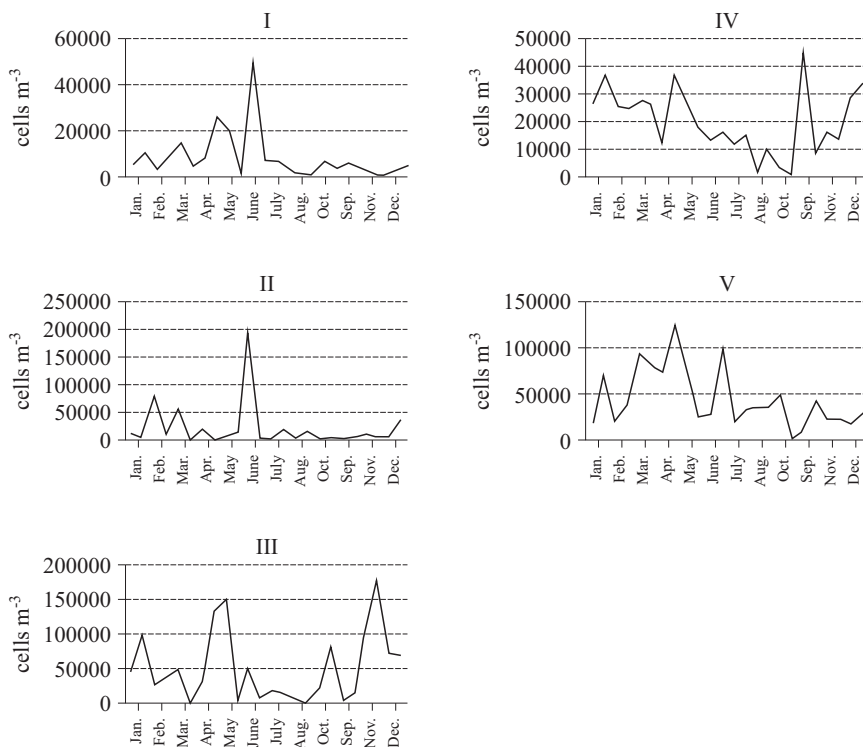 I
60000
40000
20000
0
cells m⁻³
Jan. Feb. Mar. Apr. May June July Aug. Oct. Sep. Nov. Dec.
IV
50000
40000
30000
20000
10000
0
cells m⁻³
Jan. Feb. Mar. Apr. May June July Aug. Oct. Sep. Nov. Dec.
II
250000
200000
150000
100000
50000
0
cells m⁻³
Jan. Feb. Mar. Apr. May June July Aug. Oct. Sep. Nov. Dec.
V
150000
100000
50000
0
cells m⁻³
Jan. Feb. Mar. Apr. May June July Aug. Oct. Sep. Nov. Dec.
III
200000
150000
100000
50000
0
cells m⁻³
Jan. Feb. Mar. Apr. May June July Aug. Oct. Sep. Nov. Dec.